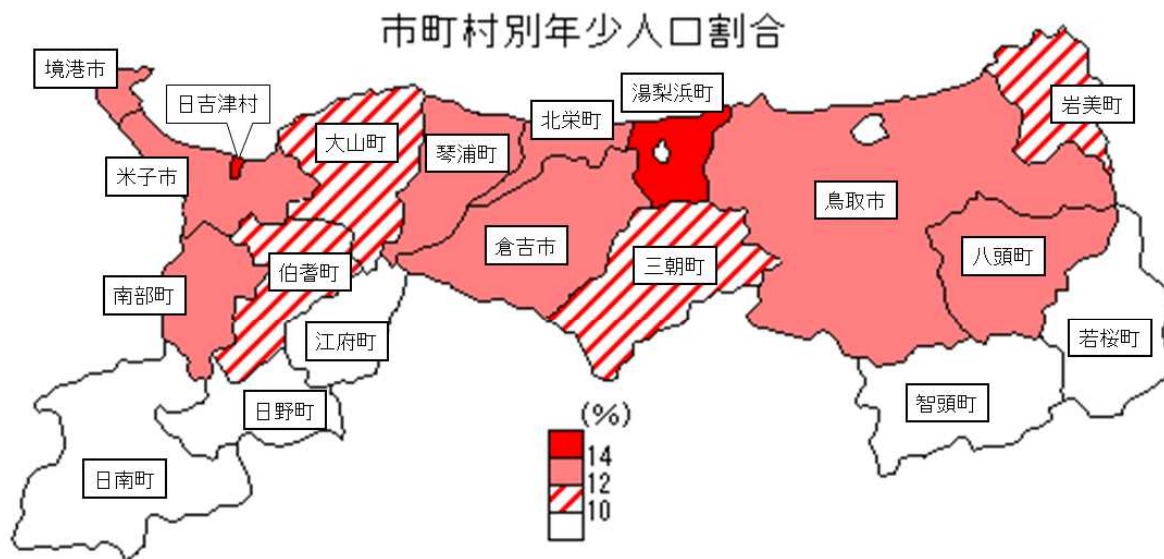 市町村別年少人口割合
境港市
日吉津村
大山町
米子市
琴浦町
北栄町
湯梨浜町
岩美町
鳥取市
倉吉市
三朝町
八頭町
伯耆町
南部町
江府町
若桜町
智頭町
日野町
日南町
(%)
14
12
10